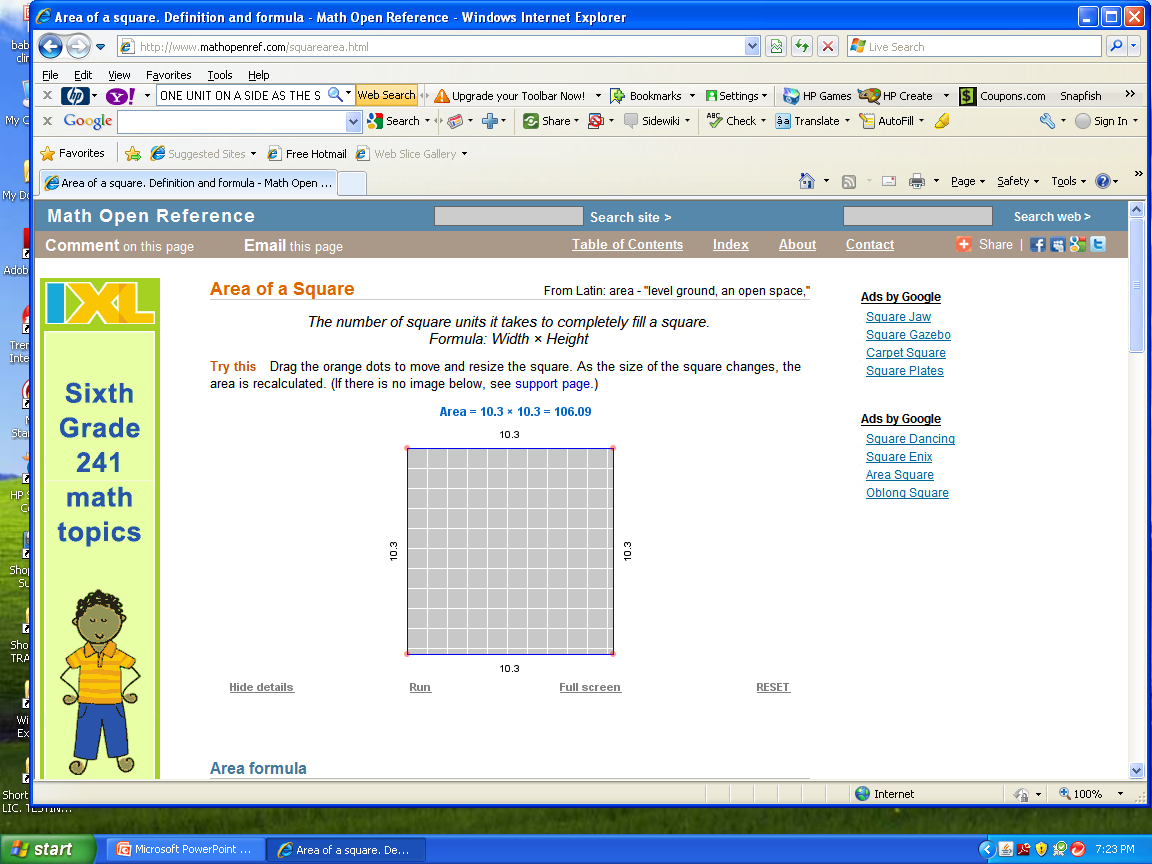 Area of a square. Definition and formula - Math Open Reference - Windows Internet Explorer
http://www.mathopenref.com/squarearea.html
Live Search
File Edit View Favorites Tools Help
X hp Y! ONE UNIT ON A SIDE AS THE S Web Search Upgrade your Toolbar Now! Bookmarks Settings HP Games HP Create $ Coupons.com Snapfish »
X Google Search Share Sidewiki ABC Check Translate AutoFill Sign In
Favorites Suggested Sites Free Hotmail Web Slice Gallery
Area of a square. Definition and formula - Math Open ...
Page Safety Tools »
Math Open Reference
Search site >
Search web >
Comment on this page
Email this page
Table of Contents Index About Contact
Share |
IXL
Sixth
Grade
241
math
topics
Area of a Square
From Latin: area - "level ground, an open space,"
The number of square units it takes to completely fill a square.
Formula: Width × Height
Try this Drag the orange dots to move and resize the square. As the size of the square changes, the
area is recalculated. (If there is no image below, see support page.)
Area = 10.3 × 10.3 = 106.09
10.3
10.3
10.3
10.3
Hide details Run Full screen RESET
Area formula
Ads by Google
Square Jaw
Square Gazebo
Carpet Square
Square Plates
Ads by Google
Square Dancing
Square Enix
Area Square
Oblong Square
Internet
100%
start
Microsoft PowerPoint ...
Area of a square. De...
7:23 PM